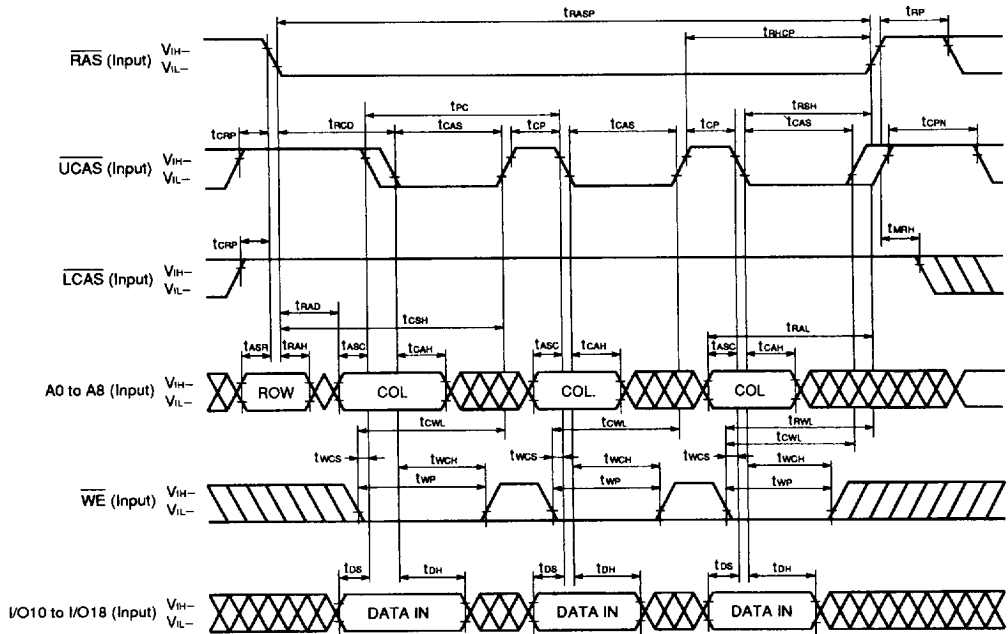 tRASP
tRP
tRHCP
RAS (Input)
VIH–
VIL–
tPC
tRSH
tCRP
tRCD
tCAS
tCP
tCAS
tCP
tCAS
tCPN
UCAS (Input)
VIH–
VIL–
tCRP
tMRH
LCAS (Input)
VIH–
VIL–
tRAD
tCSH
tRAL
tASR
tRAH
tASC
tCAH
tASC
tCAH
tASC
tCAH
A0 to A8 (Input)
VIH–
VIL–
ROW
COL
COL.
COL
tCWL
tCWL
tRWL
tCWL
tWCS
tWCH
tWCS
tWCH
tWCS
tWCH
tWP
tWP
tWP
WE (Input)
VIH–
VIL–
tDS
tDH
tDS
tDH
tDS
tDH
I/O10 to I/O18 (Input)
VIH–
VIL–
DATA IN
DATA IN
DATA IN